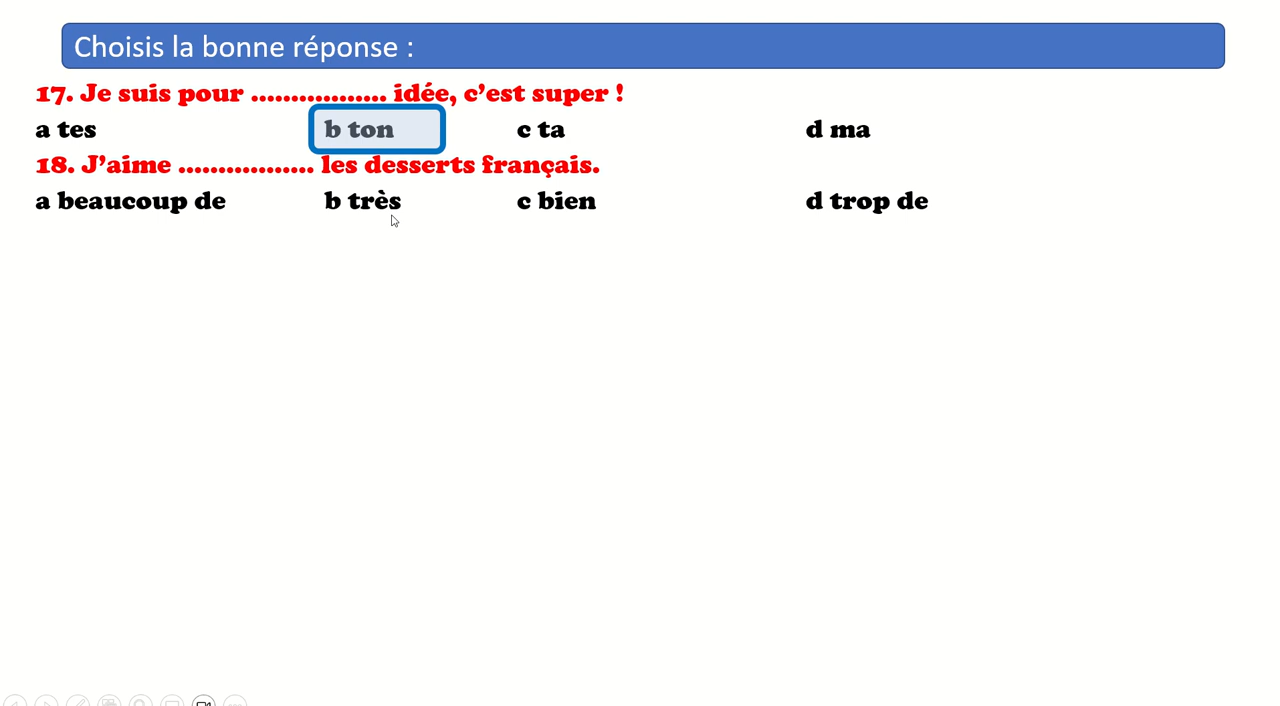 Choisis la bonne réponse :
17. Je suis pour ................. idée, c’est super !
a tes b ton c ta d ma
18. J’aime ................. les desserts français.
a beaucoup de b très c bien d trop de